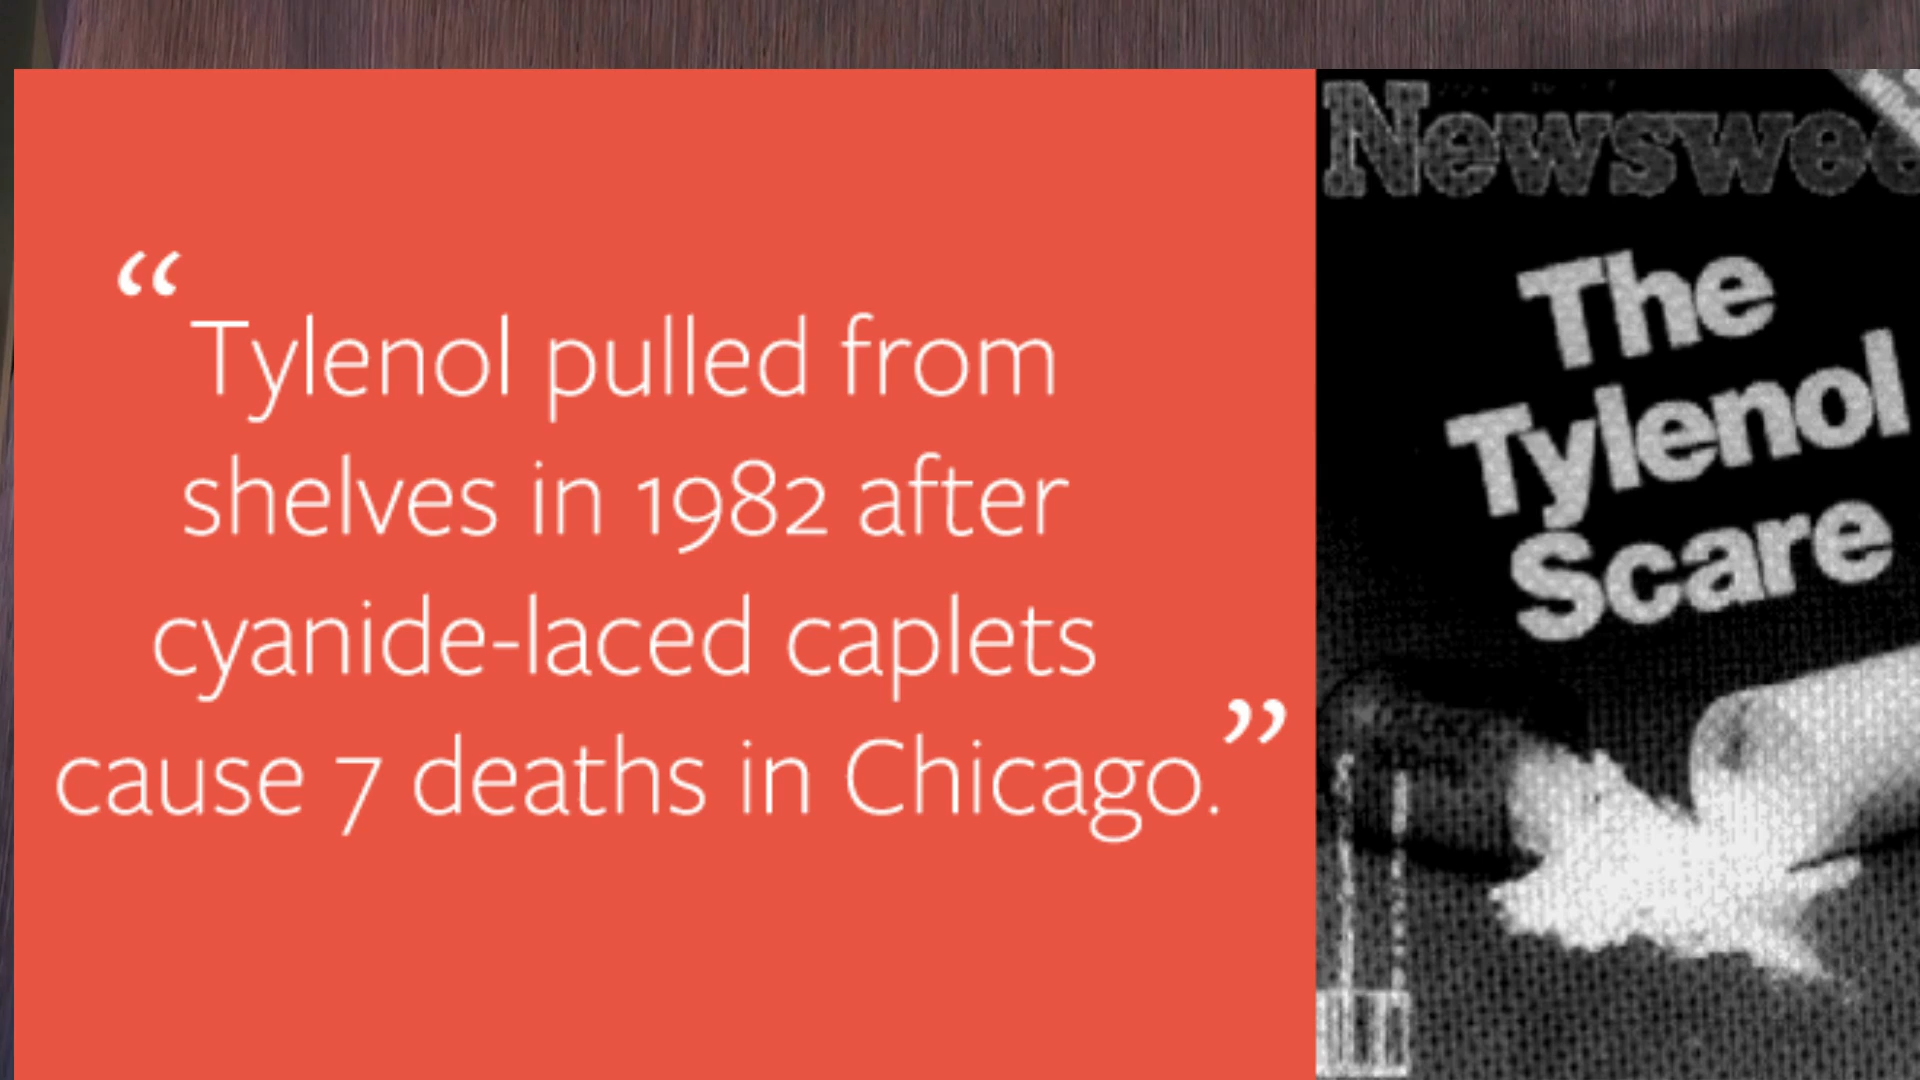 “Tylenol pulled from
shelves in 1982 after
cyanide-laced caplets
cause 7 deaths in Chicago.”
The
Tylenol
Scare